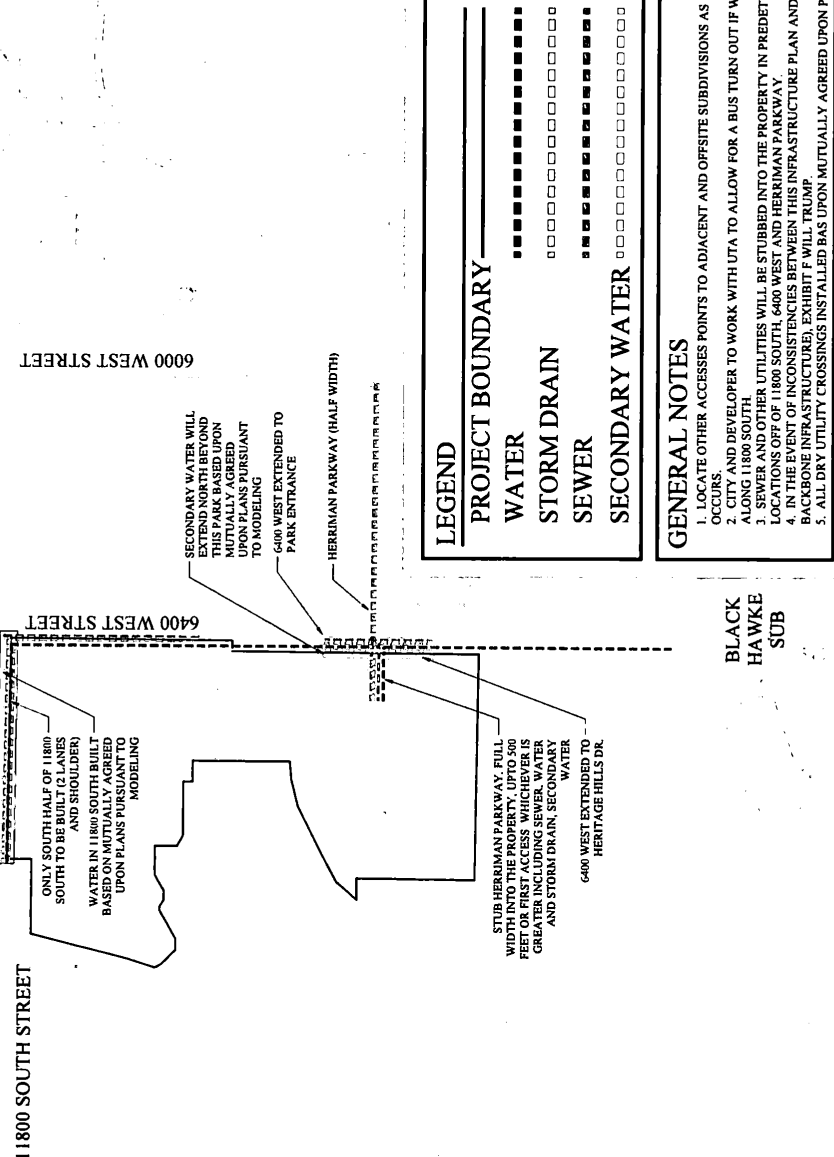 11800 SOUTH STREET
ONLY SOUTH HALF OF 11800
SOUTH TO BE BUILT (2 LANES
AND SHOULDER)
WATER IN 11800 SOUTH BUILT
BASED ON MUTUALLY AGREED
UPON PLANS PURSUANT TO
MODELING
6400 WEST STREET
6000 WEST STREET
SECONDARY WATER WILL
EXTEND NORTH BEYOND
THIS PARK BASED UPON
MUTUALLY AGREED
UPON PLANS PURSUANT
TO MODELING
6400 WEST EXTENDED TO
PARK ENTRANCE
HERRIMAN PARKWAY (HALF WIDTH)
STUB HERRIMAN PARKWAY. FULL
WIDTH INTO THE PROPERTY, UPTO 500
FEET OR FIRST ACCESS WHICHEVER IS
GREATER INCLUDING SEWER, WATER
AND STORM DRAIN, SECONDARY
WATER
6400 WEST EXTENDED TO
HERITAGE HILLS DR.
BLACK
HAWKE
SUB
LEGEND
PROJECT BOUNDARY
WATER
STORM DRAIN
SEWER
SECONDARY WATER
GENERAL NOTES
1. LOCATE OTHER ACCESSES POINTS TO ADJACENT AND OFFSITE SUBDIVISIONS AS
OCCURS.
2. CITY AND DEVELOPER TO WORK WITH UTA TO ALLOW FOR A BUS TURN OUT IF
ALONG 11800 SOUTH.
3. SEWER AND OTHER UTILITIES WILL BE STUBBED INTO THE PROPERTY IN PREDET
LOCATIONS OFF OF 11800 SOUTH, 6400 WEST AND HERRIMAN PARKWAY.
4. IN THE EVENT OF INCONSISTENCIES BETWEEN THIS INFRASTRUCTURE PLAN AND
BACKBONE INFRASTRUCTURE), EXHIBIT F WILL TRUMP.
5. ALL DRY UTILITY CROSSINGS INSTALLED BAS UPON MUTUALLY AGREED UPON P